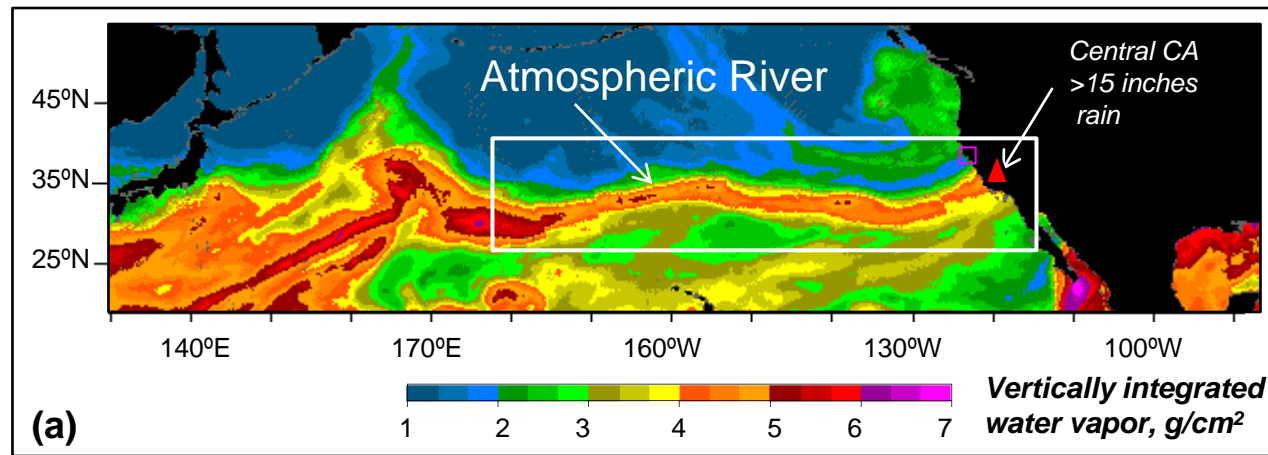 Atmospheric River
Central CA
>15 inches
rain
45ºN
35ºN
25ºN
140ºE 170ºE 160ºW 130ºW 100ºW
1 2 3 4 5 6 7
Vertically integrated
water vapor, g/cm²
(a)